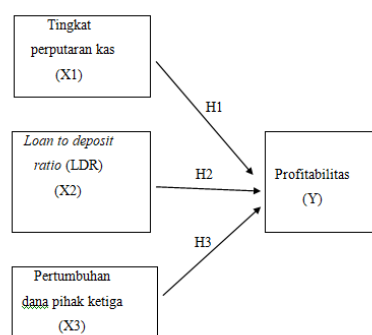 Tingkat
perputaran kas
(X1)
H1
Loan to deposit
ratio (LDR)
(X2)
H2
Profitabilitas
(Y)
H3
Pertumbuhan
dana pihak ketiga
(X3)